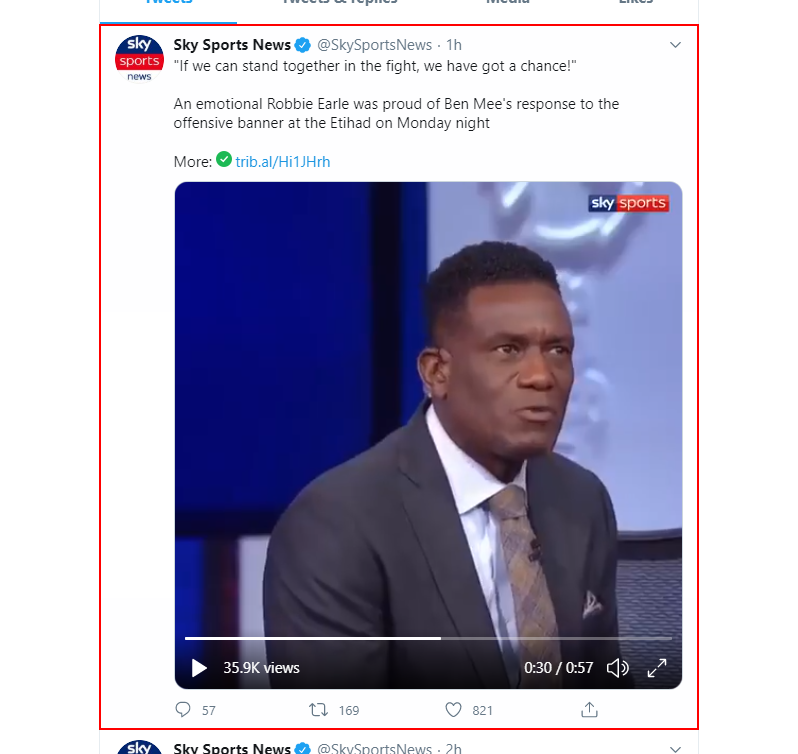 Tweets Tweets & replies Media Likes
sky
sports
news
Sky Sports News @SkySportsNews · 1h
"If we can stand together in the fight, we have got a chance!"
An emotional Robbie Earle was proud of Ben Mee's response to the
offensive banner at the Etihad on Monday night
More: trib.al/Hi1JHrh
sky sports
35.9K views 0:30 / 0:57
57 169 821
sky
Sky Sports News @SkySportsNews · 2h